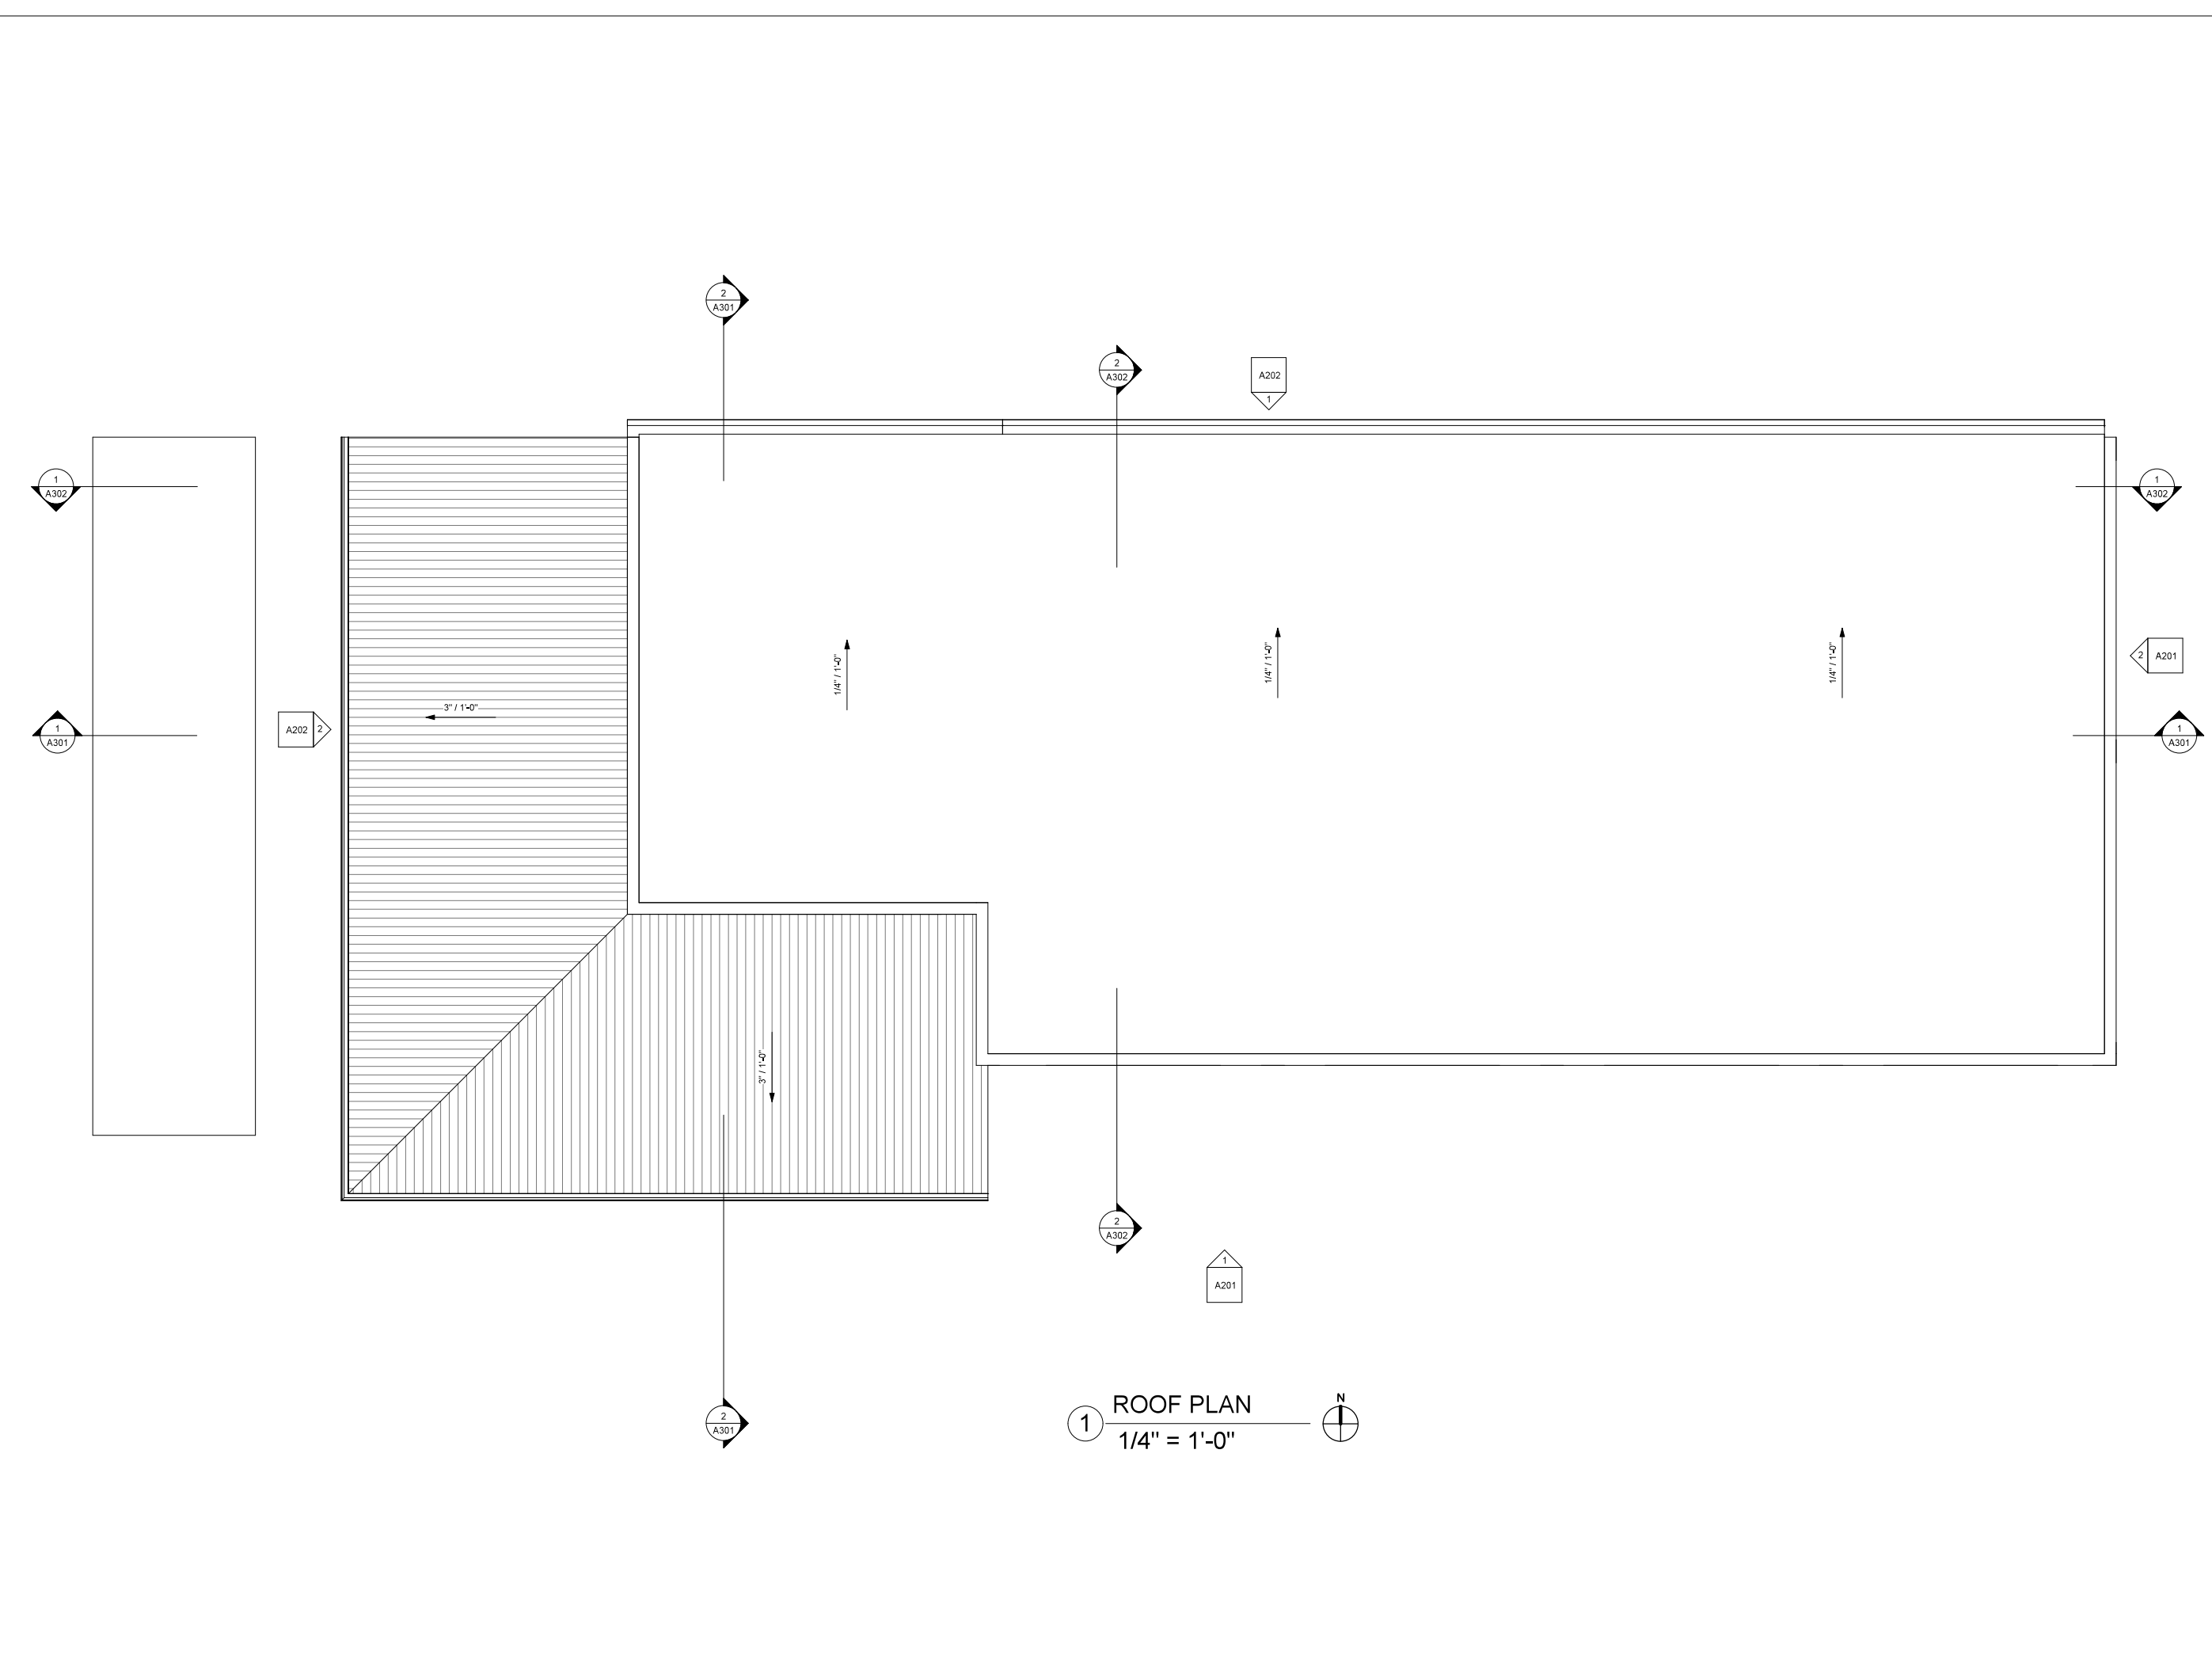 2
A301
2
A302
A202
1
1
A302
1
A302
1/4" / 1'-0"
1/4" / 1'-0"
1/4" / 1'-0"
2
A201
3" / 1'-0"
A202
2
1
A301
1
A301
3" / 1'-0"
2
A302
1
A201
2
A301
1
ROOF PLAN
1/4" = 1'-0"
N